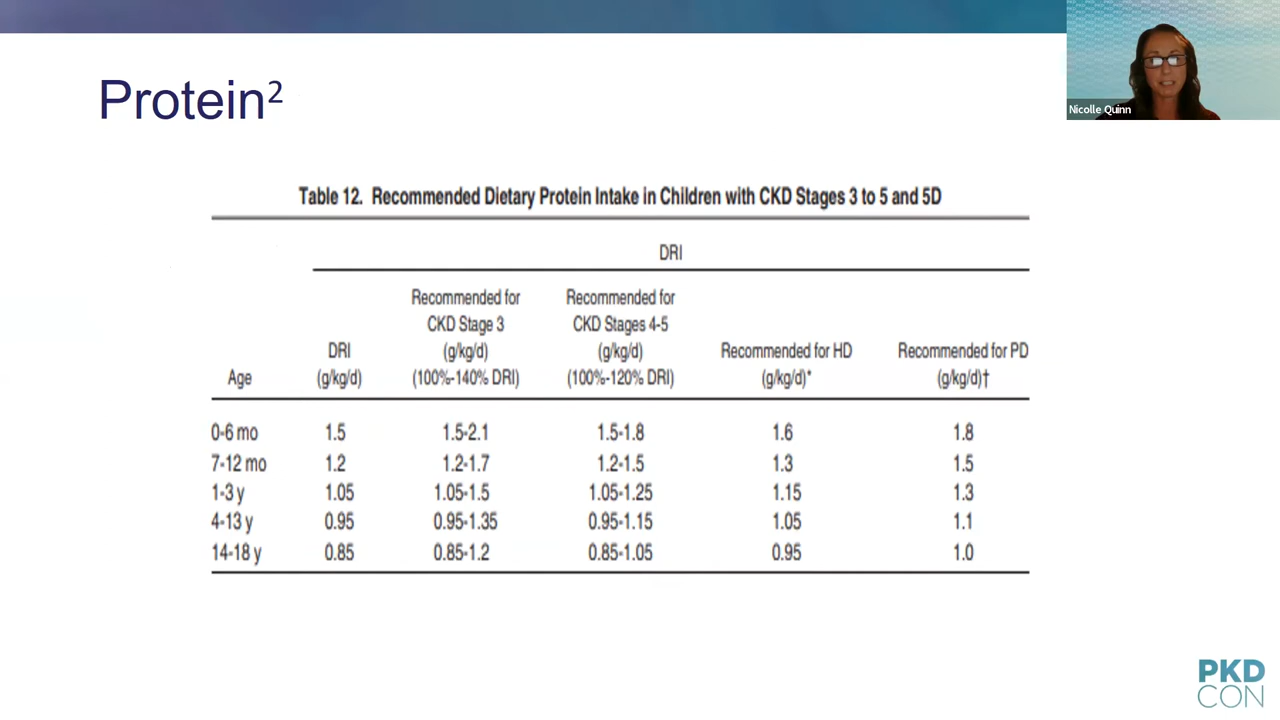 Nicolle Quinn
Protein²
Table 12. Recommended Dietary Protein Intake in Children with CKD Stages 3 to 5 and 5D
DRI
Recommended for Recommended for
CKD Stage 3 CKD Stages 4-5
DRI (g/kg/d) (g/kg/d) Recommended for HD Recommended for PD
Age (g/kg/d) (100%-140% DRI) (100%-120% DRI) (g/kg/d)* (g/kg/d)†
0-6 mo 1.5 1.5-2.1 1.5-1.8 1.6 1.8
7-12 mo 1.2 1.2-1.7 1.2-1.5 1.3 1.5
1-3 y 1.05 1.05-1.5 1.05-1.25 1.15 1.3
4-13 y 0.95 0.95-1.35 0.95-1.15 1.05 1.1
14-18 y 0.85 0.85-1.2 0.85-1.05 0.95 1.0
PKD
CON